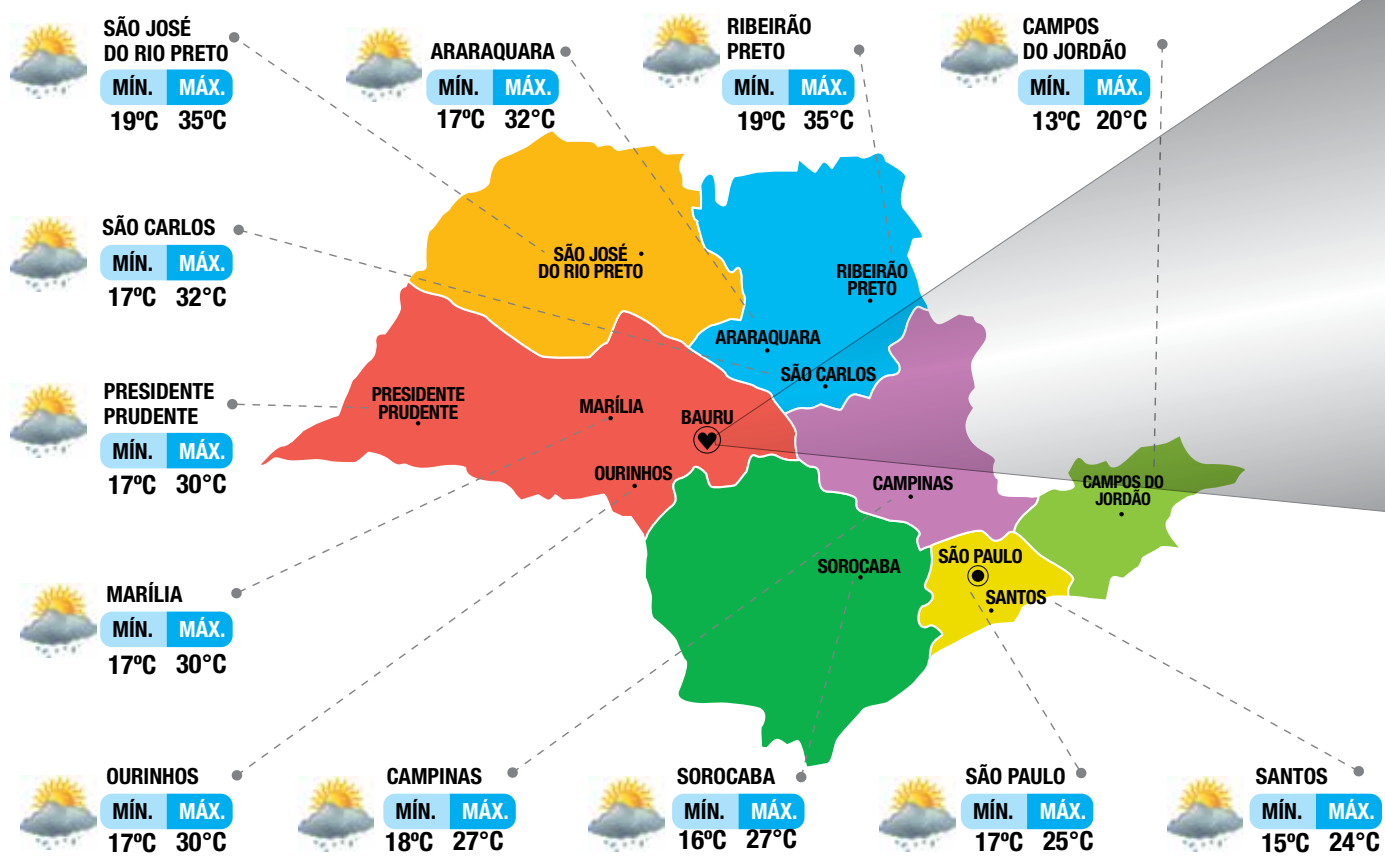 SÃO JOSÉ
DO RIO PRETO
MÍN. MÁX.
19ºC 35ºC
ARARAQUARA
MÍN. MÁX.
17ºC 32°C
RIBEIRÃO
PRETO
MÍN. MÁX.
19ºC 35°C
CAMPOS
DO JORDÃO
MÍN. MÁX.
13ºC 20°C
SÃO CARLOS
MÍN. MÁX.
17ºC 32°C
PRESIDENTE
PRUDENTE
MÍN. MÁX.
17ºC 30°C
MARÍLIA
MÍN. MÁX.
17ºC 30°C
OURINHOS
MÍN. MÁX.
17ºC 30°C
CAMPINAS
MÍN. MÁX.
18ºC 27°C
SOROCABA
MÍN. MÁX.
16ºC 27°C
SÃO PAULO
MÍN. MÁX.
17ºC 25°C
SANTOS
MÍN. MÁX.
15ºC 24°C
SÃO JOSÉ
DO RIO PRETO
RIBEIRÃO
PRETO
ARARAQUARA
SÃO CARLOS
PRESIDENTE
PRUDENTE
MARÍLIA
BAURU
OURINHOS
CAMPINAS
CAMPOS DO
JORDÃO
SOROCABA
SÃO PAULO
SANTOS